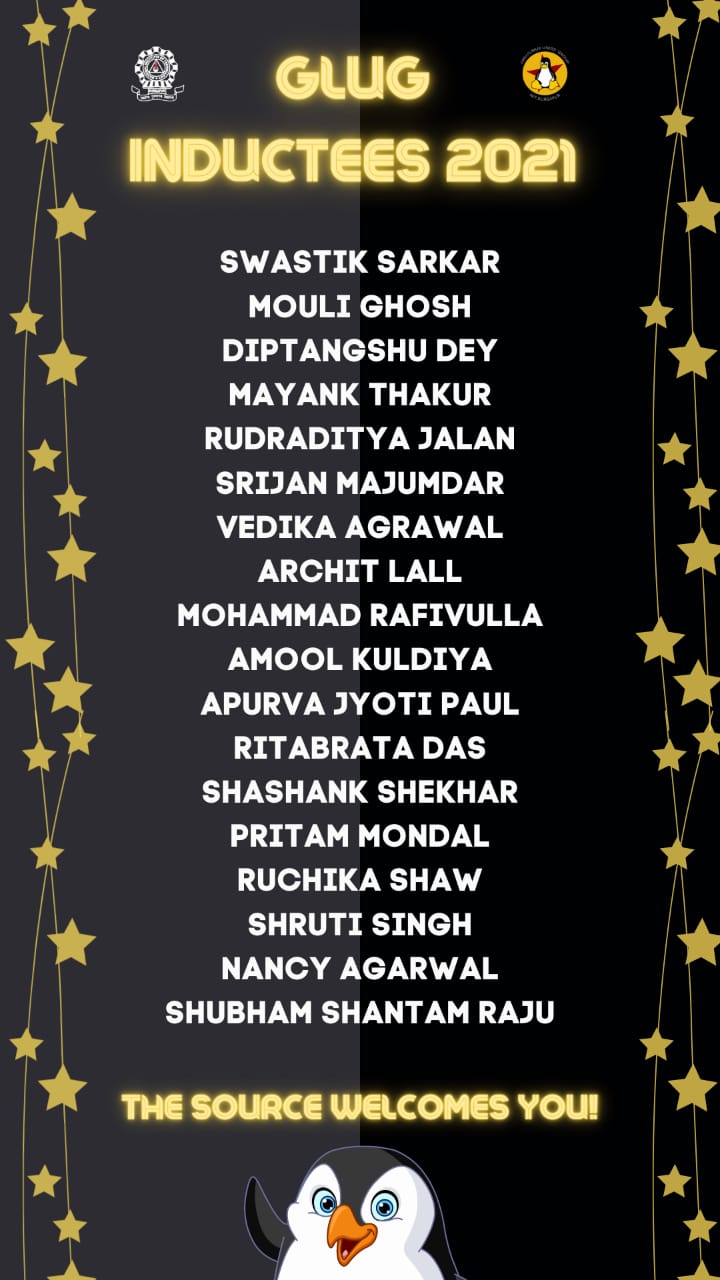 GLUG
INDUCTEES 2021
SWASTIK SARKAR
MOULI GHOSH
DIPTANGSHU DEY
MAYANK THAKUR
RUDRADITYA JALAN
SRIJAN MAJUMDAR
VEDIKA AGRAWAL
ARCHIT LALL
MOHAMMAD RAFIVULLA
AMOOL KULDIYA
APURVA JYOTI PAUL
RITABRATA DAS
SHASHANK SHEKHAR
PRITAM MONDAL
RUCHIKA SHAW
SHRUTI SINGH
NANCY AGARWAL
SHUBHAM SHANTAM RAJU
THE SOURCE WELCOMES YOU!